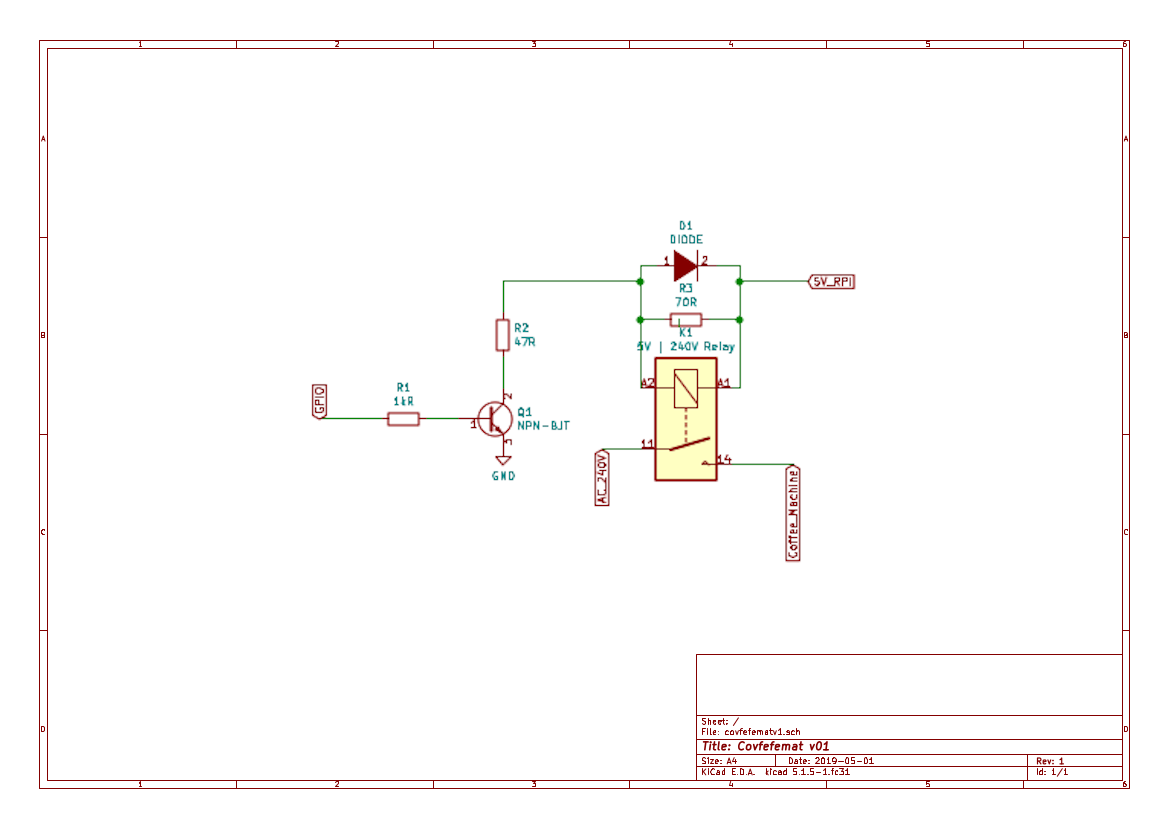 1 2 3 4 5 6
A A
D1
DIODE
1 2
5V_RPI
R3
70R
R2
47R
K1
B B
5V | 240V Relay
A2 A1
R1
1kR
GPIO
2
Q1
NPN-BJT
1
3
GND
11
14
AC_240V
Coffee_Machine
C C
Sheet: /
File: covfefematv1.sch
D D
Title: Covfefemat v01
Size: A4 Date: 2019-05-01 Rev: 1
KiCad E.D.A. kicad 5.1.5-1.fc31 Id: 1/1
1 2 3 4 5 6